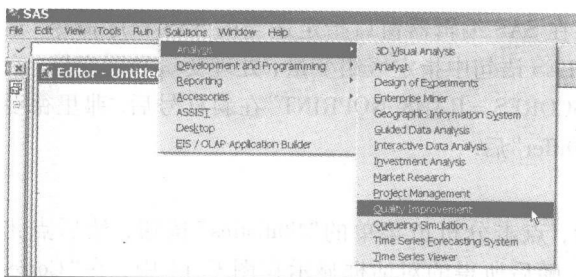 SAS
File Edit View Tools Run Solutions Window Help
Analysis
Development and Programming
Reporting
Accessories
ASSIST
Desktop
EIS / OLAP Application Builder
Editor - Untitle
3D Visual Analysis
Analyst
Design of Experiments
Enterprise Miner
Geographic Information System
Guided Data Analysis
Interactive Data Analysis
Investment Analysis
Market Research
Project Management
Quality Improvement
Queueing Simulation
Time Series Forecasting System
Time Series Viewer